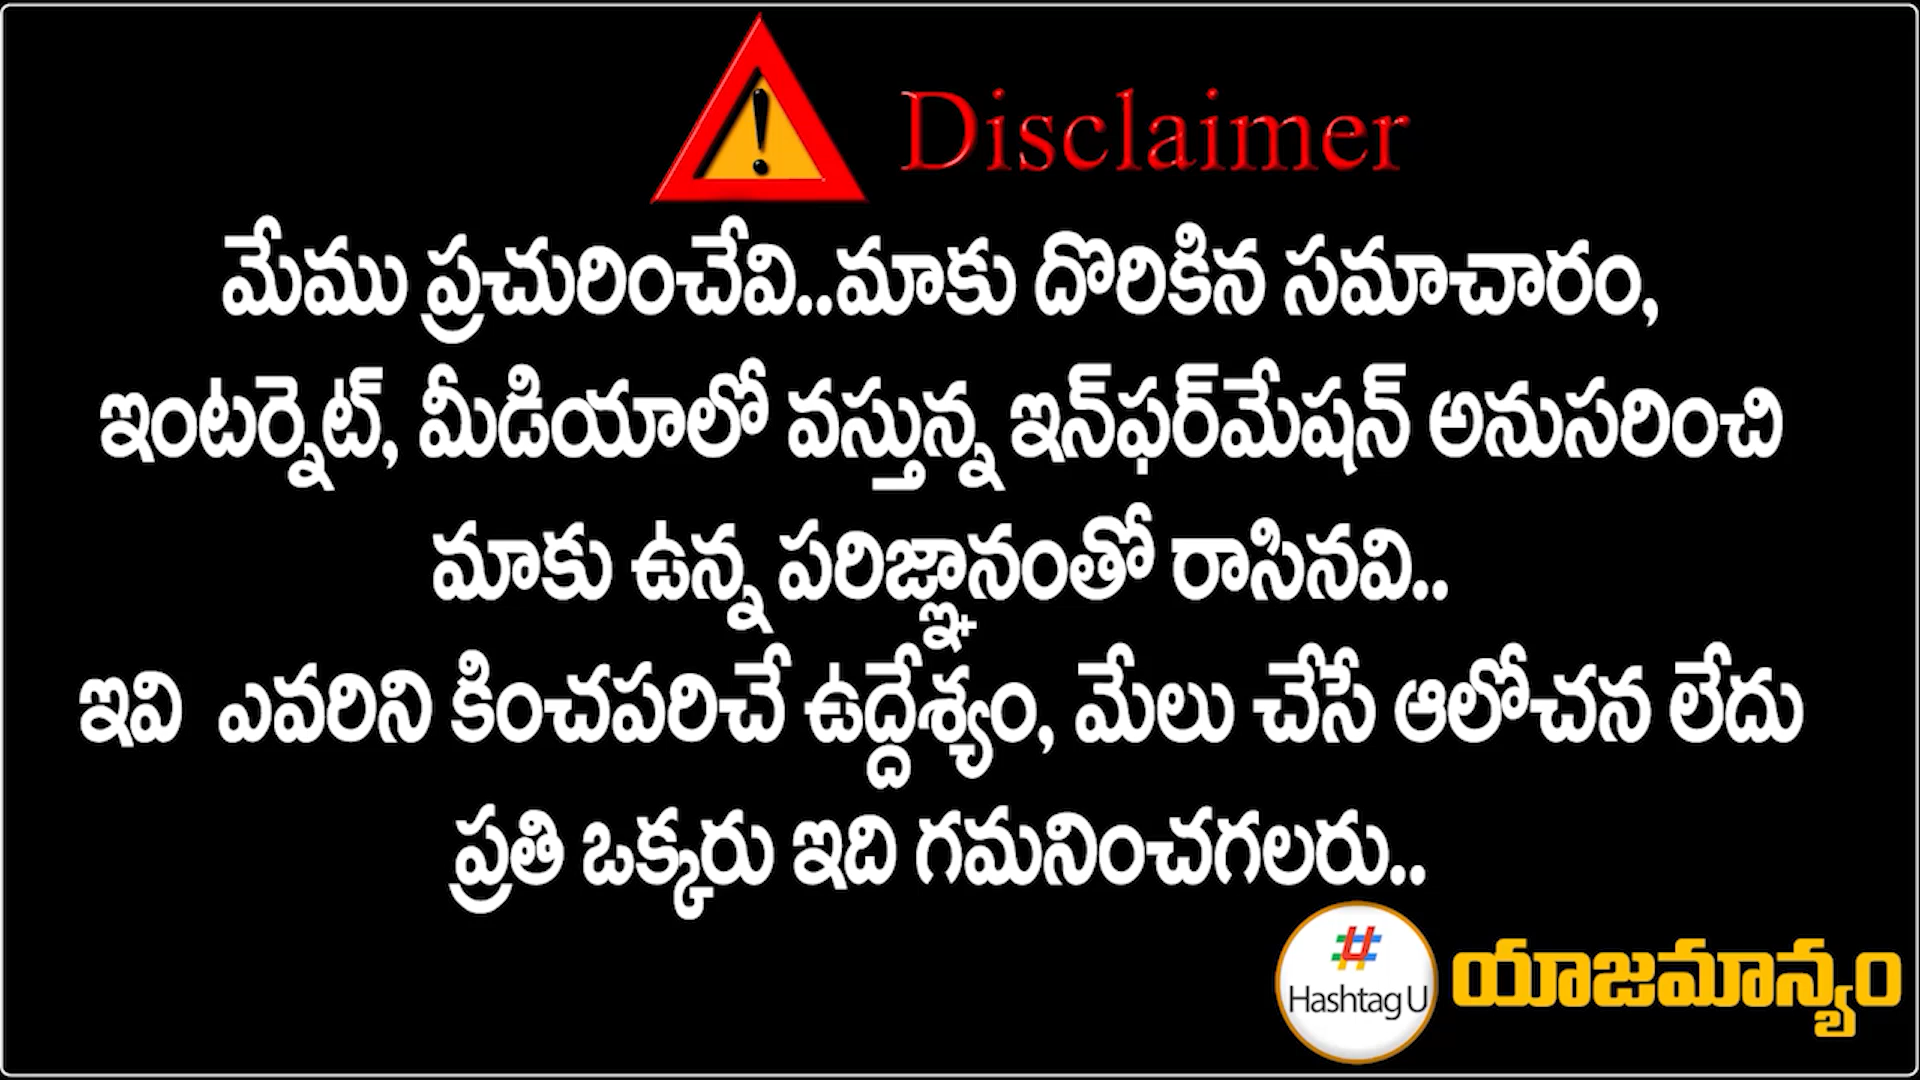 Disclaimer
మేము ప్రచురించేవి..మాకు దొరికిన సమాచారం,
ఇంటర్నెట్, మీడియాలో వస్తున్న ఇన్‌ఫర్‌మేషన్ అనుసరించి
మాకు ఉన్న పరిజ్ఞానంతో రాసినవి..
ఇవి ఎవరిని కించపరిచే ఉద్దేశ్యం, మేలు చేసే ఆలోచన లేదు
ప్రతి ఒక్కరు ఇది గమనించగలరు..
# Hashtag U యాజమాన్యం